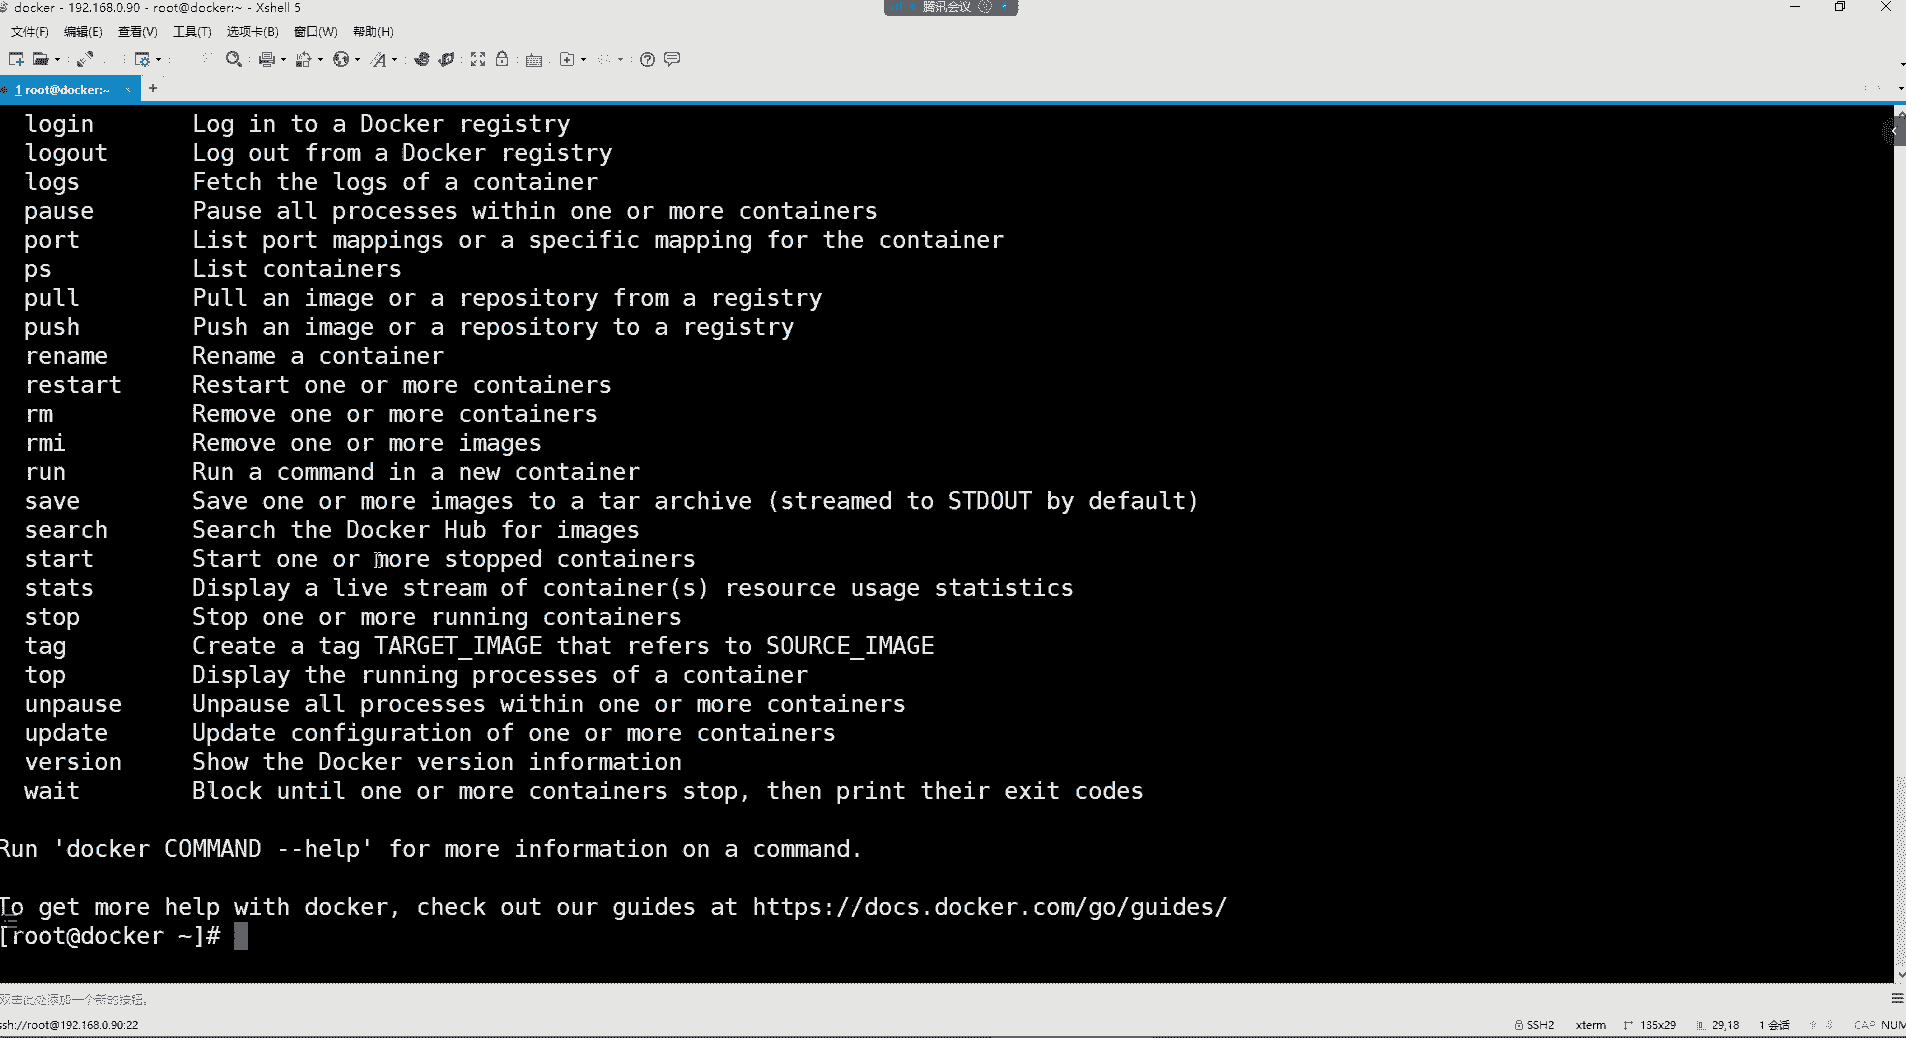 docker - 192.168.0.90 - root@docker:~ - Xshell 5
腾讯会议
文件(F) 编辑(E) 查看(V) 工具(T) 选项卡(B) 窗口(W) 帮助(H)
1 root@docker:~
login Log in to a Docker registry
logout Log out from a Docker registry
logs Fetch the logs of a container
pause Pause all processes within one or more containers
port List port mappings or a specific mapping for the container
ps List containers
pull Pull an image or a repository from a registry
push Push an image or a repository to a registry
rename Rename a container
restart Restart one or more containers
rm Remove one or more containers
rmi Remove one or more images
run Run a command in a new container
save Save one or more images to a tar archive (streamed to STDOUT by default)
search Search the Docker Hub for images
start Start one or more stopped containers
stats Display a live stream of container(s) resource usage statistics
stop Stop one or more running containers
tag Create a tag TARGET_IMAGE that refers to SOURCE_IMAGE
top Display the running processes of a container
unpause Unpause all processes within one or more containers
update Update configuration of one or more containers
version Show the Docker version information
wait Block until one or more containers stop, then print their exit codes
Run 'docker COMMAND --help' for more information on a command.
To get more help with docker, check out our guides at https://docs.docker.com/go/guides/
[root@docker ~]#
双击此处添加一个新的按钮。
ssh://root@192.168.0.90:22 SSH2 xterm 135x29 29,18 1 会话 CAP NUM